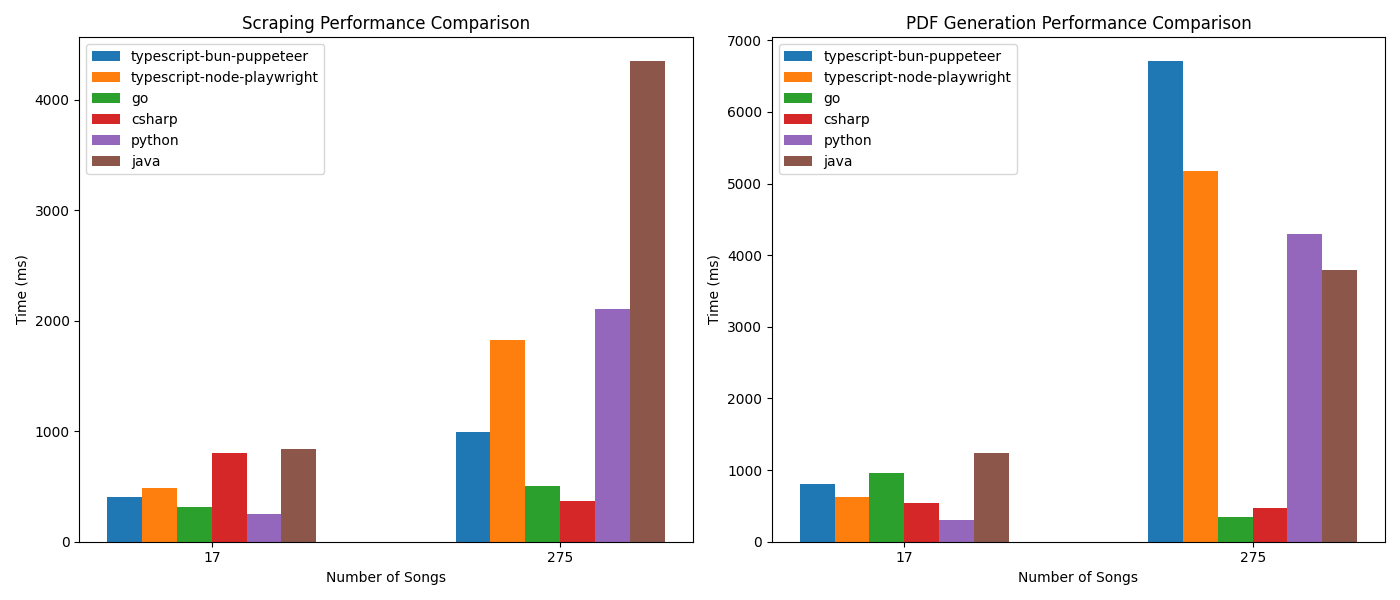 Scraping Performance Comparison
typescript-bun-puppeteer
typescript-node-playwright
go
csharp
python
java
4000
3000
2000
1000
0
Time (ms)
17
275
Number of Songs
PDF Generation Performance Comparison
typescript-bun-puppeteer
typescript-node-playwright
go
csharp
python
java
7000
6000
5000
4000
3000
2000
1000
0
Time (ms)
17
275
Number of Songs